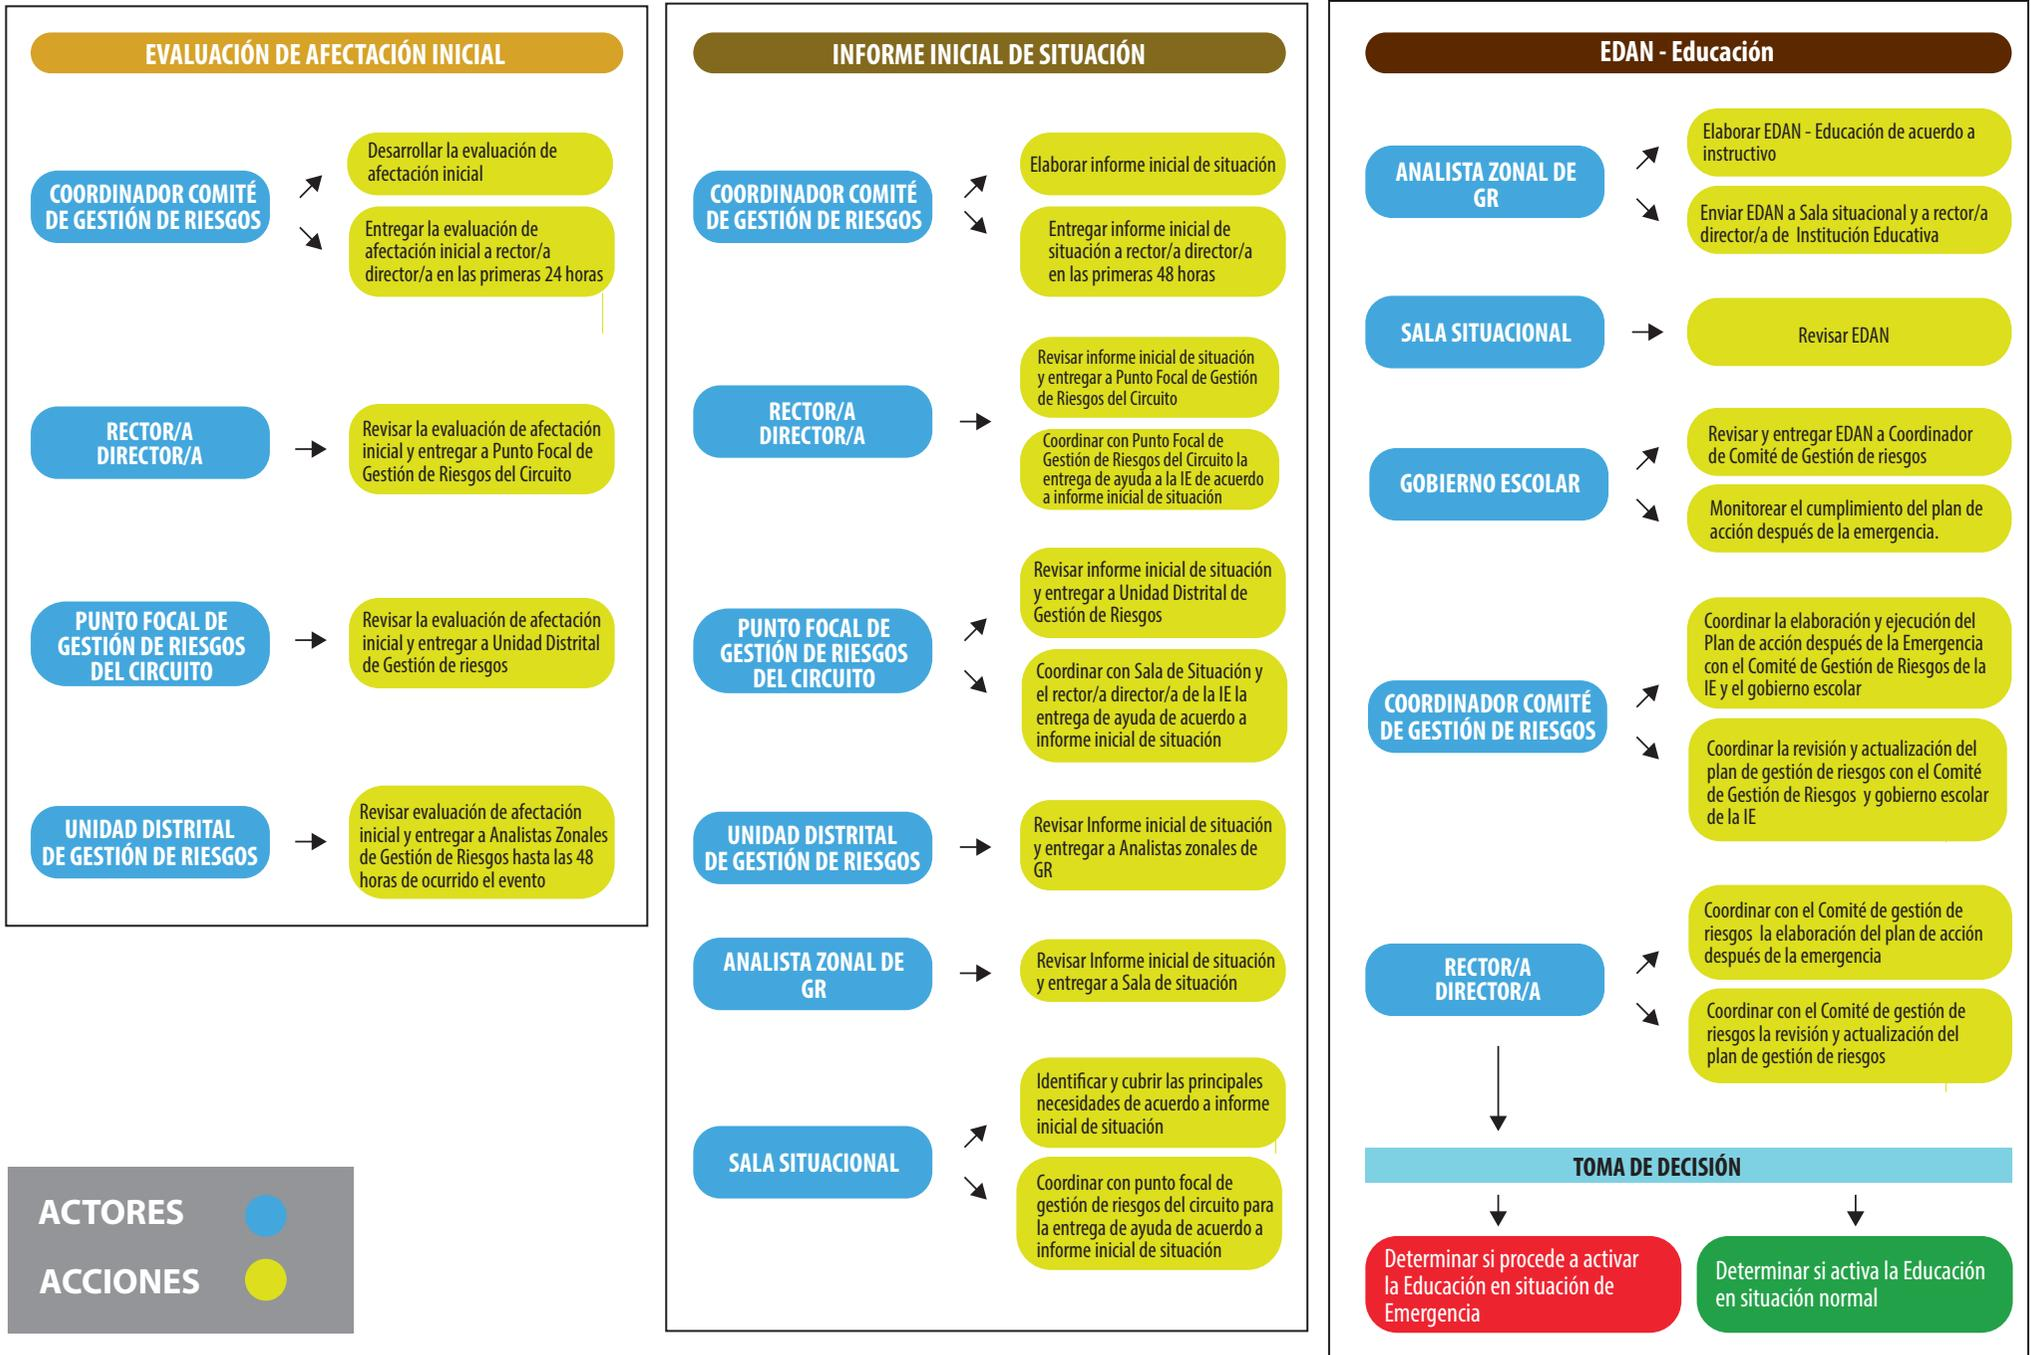 EVALUACIÓN DE AFECTACIÓN INICIAL
COORDINADOR COMITÉ
DE GESTIÓN DE RIESGOS
Desarrollar la evaluación de
afectación inicial
Entregar la evaluación de
afectación inicial a rector/a
director/a en las primeras 24 horas
RECTOR/A
DIRECTOR/A
Revisar la evaluación de afectación
inicial y entregar a Punto Focal de
Gestión de Riesgos del Circuito
PUNTO FOCAL DE
GESTIÓN DE RIESGOS
DEL CIRCUITO
Revisar la evaluación de afectación
inicial y entregar a Unidad Distrital
de Gestión de riesgos
UNIDAD DISTRITAL
DE GESTIÓN DE RIESGOS
Revisar evaluación de afectación
inicial y entregar a Analistas Zonales
de Gestión de Riesgos hasta las 48
horas de ocurrido el evento
ACTORES
ACCIONES
INFORME INICIAL DE SITUACIÓN
COORDINADOR COMITÉ
DE GESTIÓN DE RIESGOS
Elaborar informe inicial de situación
Entregar informe inicial de
situación a rector/a director/a
en las primeras 48 horas
RECTOR/A
DIRECTOR/A
Revisar informe inicial de situación
y entregar a Punto Focal de Gestión
de Riesgos del Circuito
Coordinar con Punto Focal de
Gestión de Riesgos del Circuito la
entrega de ayuda a la IE de acuerdo
a informe inicial de situación
PUNTO FOCAL DE
GESTIÓN DE RIESGOS
DEL CIRCUITO
Revisar informe inicial de situación
y entregar a Unidad Distrital de
Gestión de Riesgos
Coordinar con Sala de Situación y
el rector/a director/a de la IE la
entrega de ayuda de acuerdo a
informe inicial de situación
UNIDAD DISTRITAL
DE GESTIÓN DE RIESGOS
Revisar Informe inicial de situación
y entregar a Analistas zonales de
GR
ANALISTA ZONAL DE
GR
Revisar Informe inicial de situación
y entregar a Sala de situación
SALA SITUACIONAL
Identificar y cubrir las principales
necesidades de acuerdo a informe
inicial de situación
Coordinar con punto focal de
gestión de riesgos del circuito para
la entrega de ayuda de acuerdo a
informe inicial de situación
EDAN - Educación
ANALISTA ZONAL DE
GR
Elaborar EDAN - Educación de acuerdo a
instructivo
Enviar EDAN a Sala situacional y a rector/a
director/a de Institución Educativa
SALA SITUACIONAL
Revisar EDAN
GOBIERNO ESCOLAR
Revisar y entregar EDAN a Coordinador
de Comité de Gestión de riesgos
Monitorear el cumplimiento del plan de
acción después de la emergencia.
COORDINADOR COMITÉ
DE GESTIÓN DE RIESGOS
Coordinar la elaboración y ejecución del
Plan de acción después de la Emergencia
con el Comité de Gestión de Riesgos de la
IE y el gobierno escolar
Coordinar la revisión y actualización del
plan de gestión de riesgos con el Comité
de Gestión de Riesgos y gobierno escolar
de la IE
RECTOR/A
DIRECTOR/A
Coordinar con el Comité de gestión de
riesgos la elaboración del plan de acción
después de la emergencia
Coordinar con el Comité de gestión de
riesgos la revisión y actualización del
plan de gestión de riesgos
TOMA DE DECISIÓN
Determinar si procede a activar
la Educación en situación de
Emergencia
Determinar si activa la Educación
en situación normal